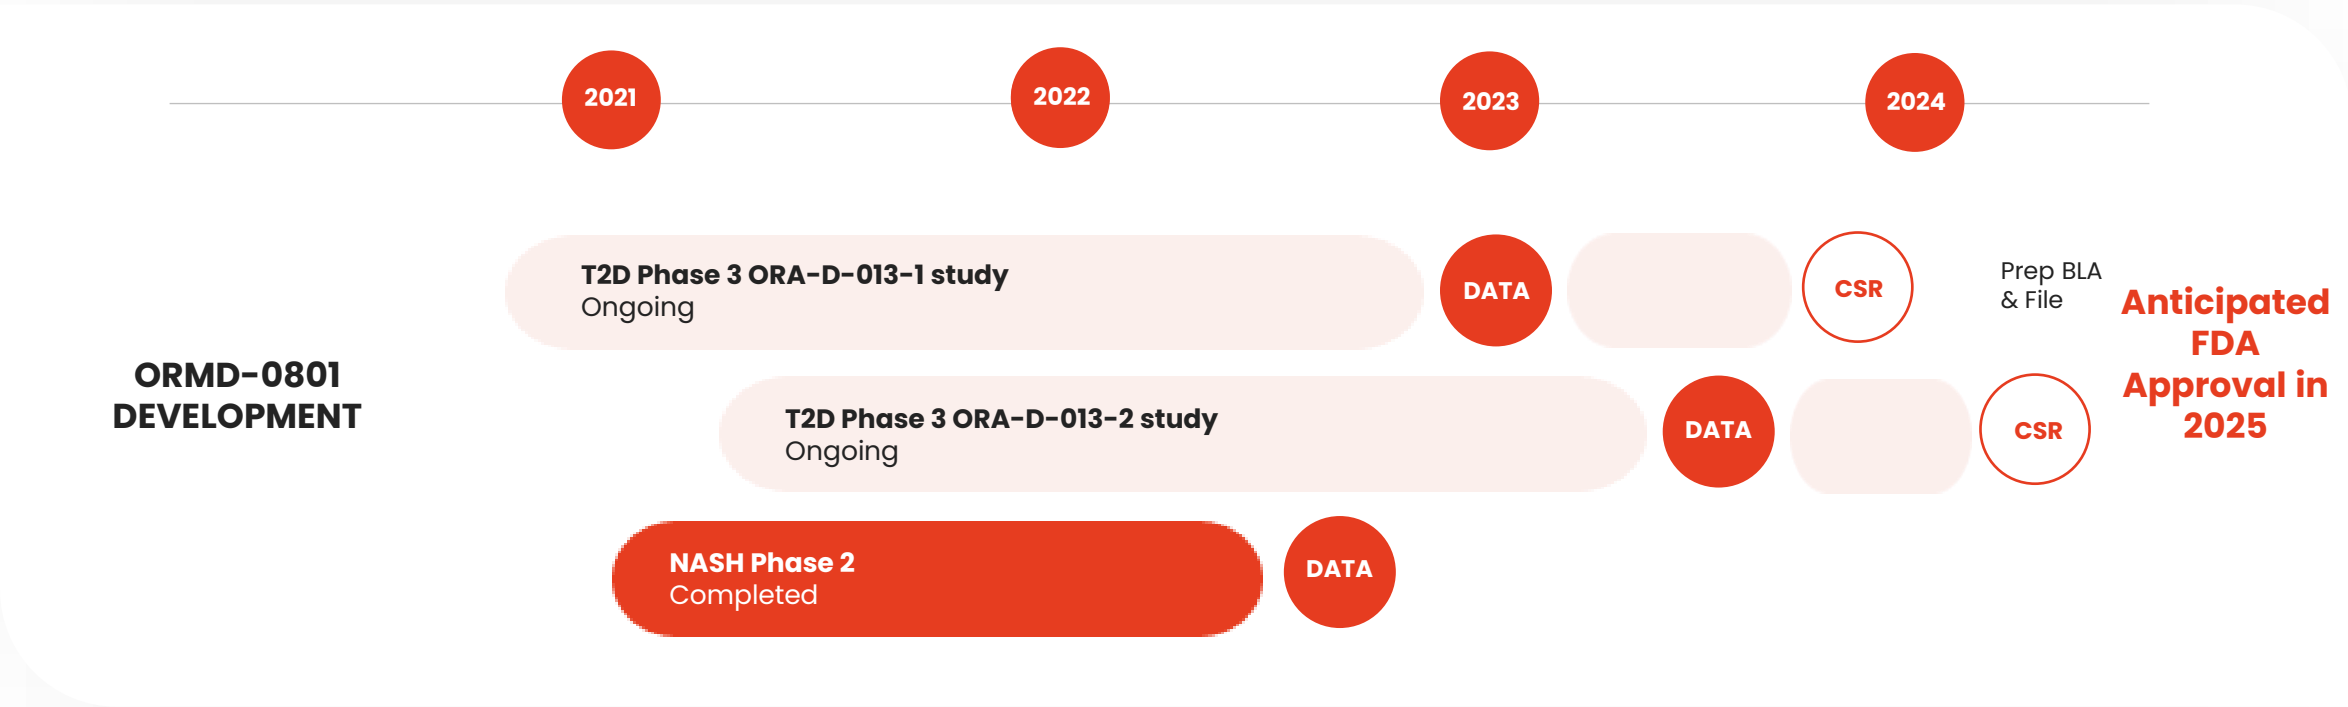 2021
2022
2023
2024
ORMD-0801
DEVELOPMENT
T2D Phase 3 ORA-D-013-1 study
Ongoing
DATA
CSR
Prep BLA
& File
T2D Phase 3 ORA-D-013-2 study
Ongoing
DATA
CSR
NASH Phase 2
Completed
DATA
Anticipated
FDA
Approval in
2025